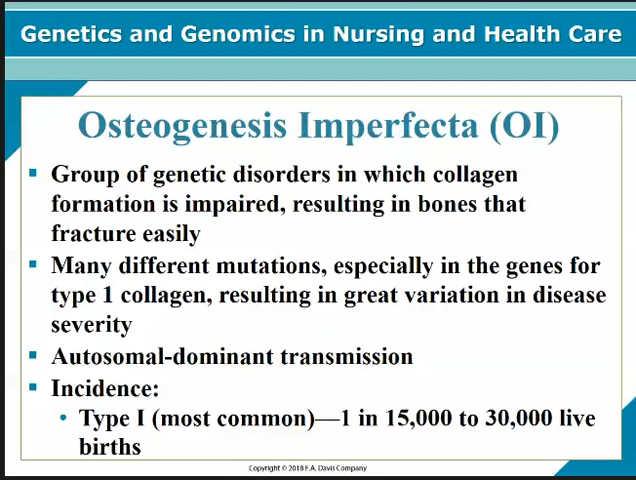 Genetics and Genomics in Nursing and Health Care
Osteogenesis Imperfecta (OI)
▪ Group of genetic disorders in which collagen
formation is impaired, resulting in bones that
fracture easily
▪ Many different mutations, especially in the genes for
type 1 collagen, resulting in great variation in disease
severity
▪ Autosomal-dominant transmission
▪ Incidence:
• Type I (most common)—1 in 15,000 to 30,000 live
births
Copyright © 2018 F.A. Davis Company